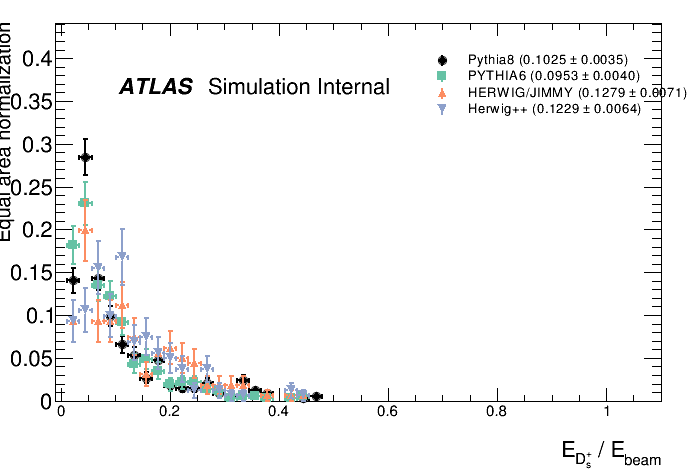 Equal area normalization
0.4
0.35
0.3
0.25
0.2
0.15
0.1
0.05
0
ATLAS Simulation Internal
Pythia8 (0.1025 ± 0.0035)
PYTHIA6 (0.0953 ± 0.0040)
HERWIG/JIMMY (0.1279 ± 0.0071)
Herwig++ (0.1229 ± 0.0064)
0 0.2 0.4 0.6 0.8 1
E_{D_s^+} / E_{beam}